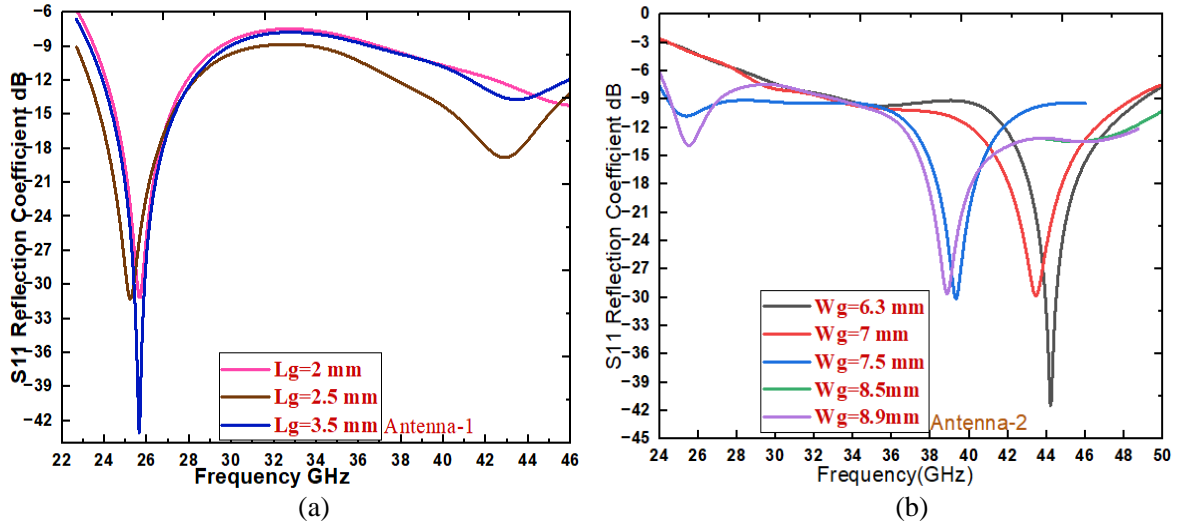 S11 Reflection Coefficient dB
−6
−9
−12
−15
−18
−21
−24
−27
−30
−33
−36
−39
−42
Lg=2 mm
Lg=2.5 mm
Lg=3.5 mm Antenna-1
22 24 26 28 30 32 34 36 38 40 42 44 46
Frequency GHz
(a)
S11 Reflection Coefficient dB
0
−3
−6
−9
−12
−15
−18
−21
−24
−27
−30
−33
−36
−39
−42
−45
Wg=6.3 mm
Wg=7 mm
Wg=7.5 mm
Wg=8.5mm
Wg=8.9mm Antenna-2
24 26 28 30 32 34 36 38 40 42 44 46 48 50
Frequency(GHz)
(b)